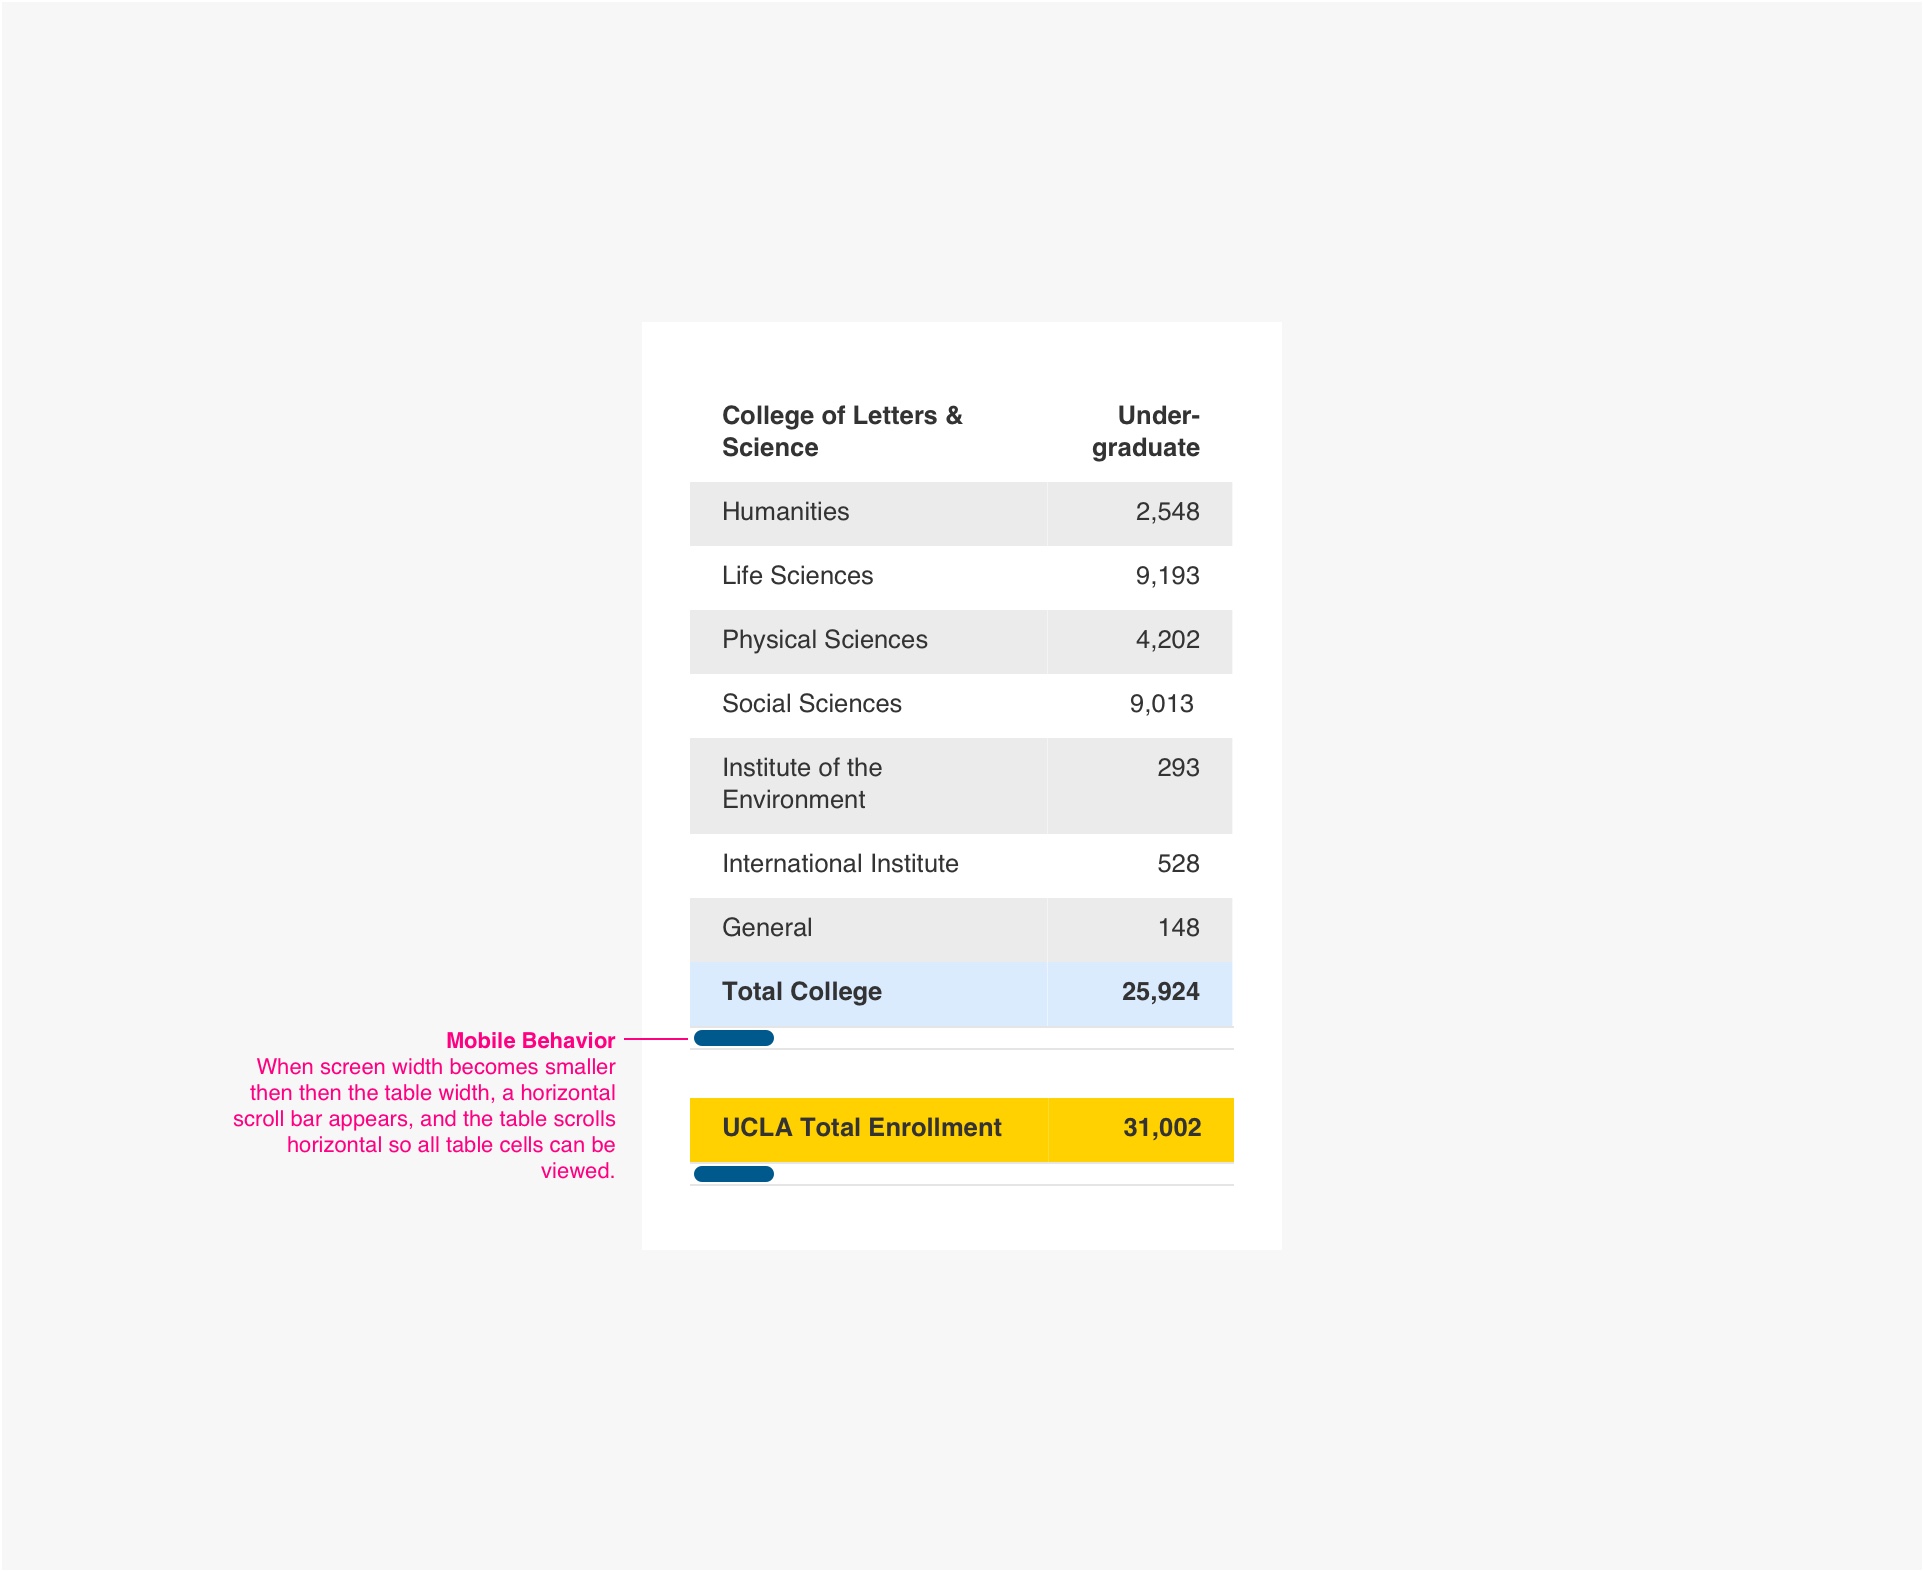 College of Letters &
Science
Under-
graduate
Humanities 2,548
Life Sciences 9,193
Physical Sciences 4,202
Social Sciences 9,013
Institute of the 293
Environment
International Institute 528
General 148
Total College 25,924
Mobile Behavior
When screen width becomes smaller
then then the table width, a horizontal
scroll bar appears, and the table scrolls
horizontal so all table cells can be
viewed.
UCLA Total Enrollment 31,002